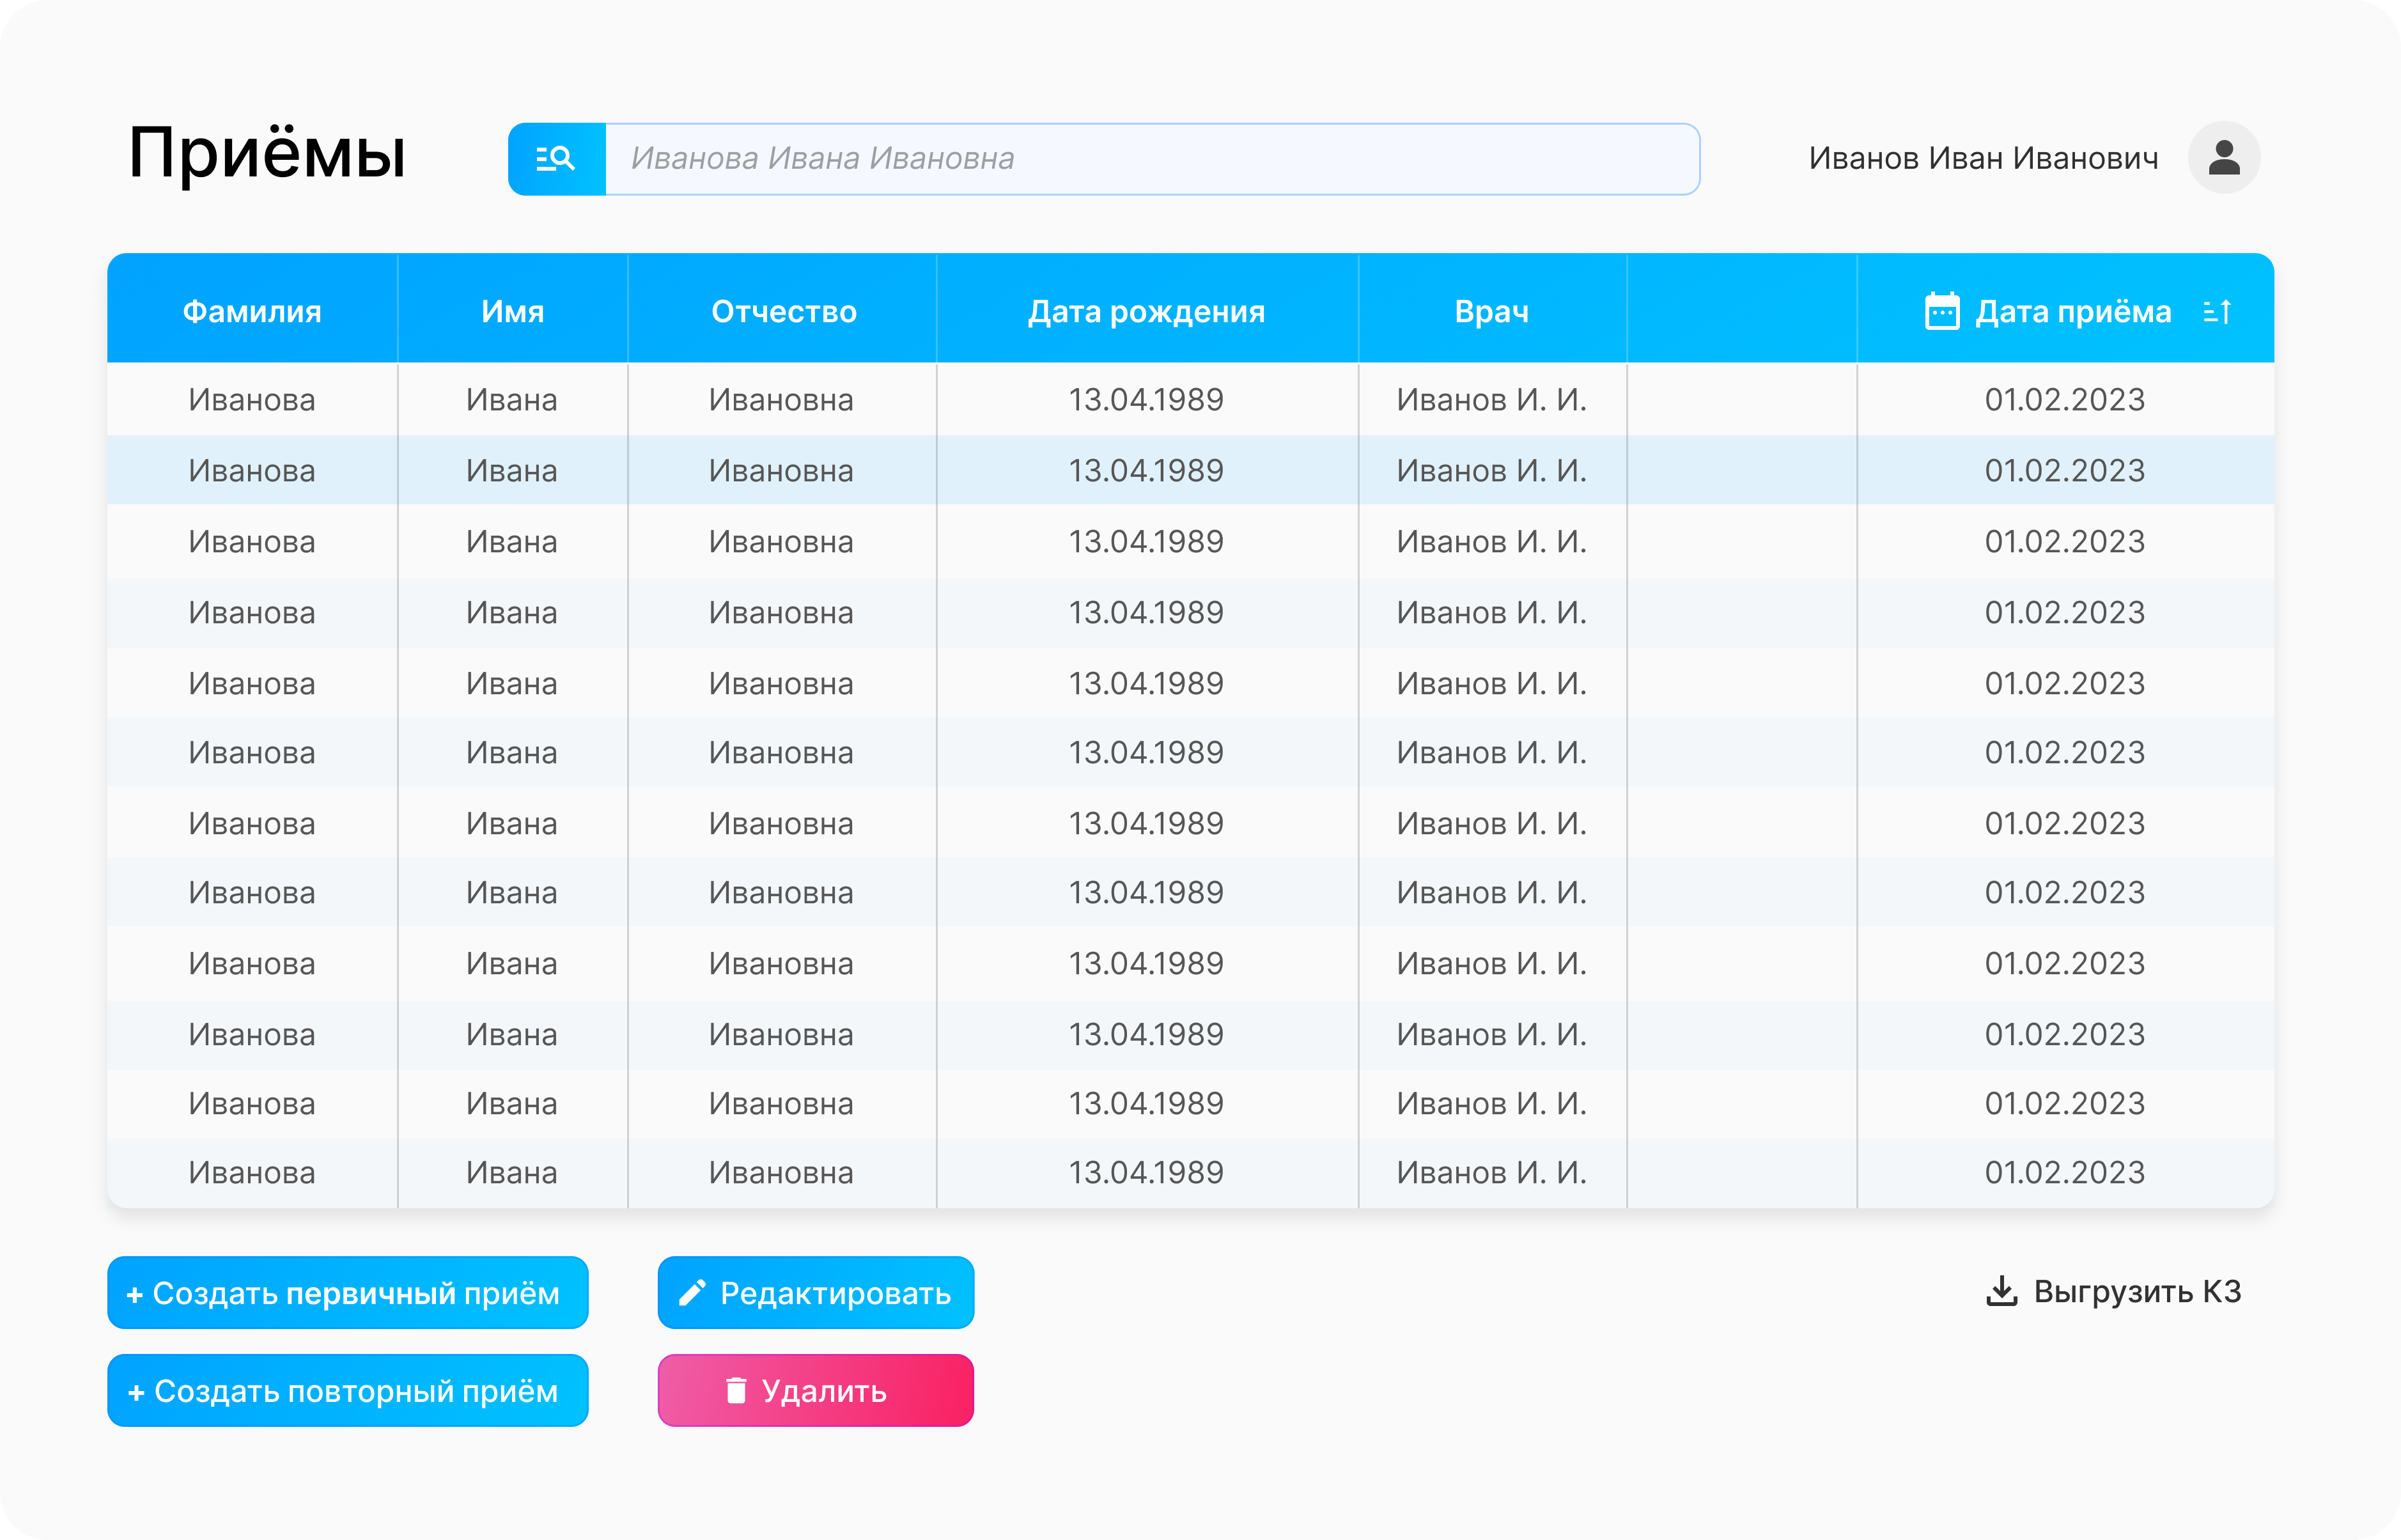 Приёмы
Иванова Ивана Ивановна
Иванов Иван Иванович
Фамилия Имя Отчество Дата рождения Врач Дата приёма
Иванова Ивана Ивановна 13.04.1989 Иванов И. И. 01.02.2023
Иванова Ивана Ивановна 13.04.1989 Иванов И. И. 01.02.2023
Иванова Ивана Ивановна 13.04.1989 Иванов И. И. 01.02.2023
Иванова Ивана Ивановна 13.04.1989 Иванов И. И. 01.02.2023
Иванова Ивана Ивановна 13.04.1989 Иванов И. И. 01.02.2023
Иванова Ивана Ивановна 13.04.1989 Иванов И. И. 01.02.2023
Иванова Ивана Ивановна 13.04.1989 Иванов И. И. 01.02.2023
Иванова Ивана Ивановна 13.04.1989 Иванов И. И. 01.02.2023
Иванова Ивана Ивановна 13.04.1989 Иванов И. И. 01.02.2023
Иванова Ивана Ивановна 13.04.1989 Иванов И. И. 01.02.2023
Иванова Ивана Ивановна 13.04.1989 Иванов И. И. 01.02.2023
Иванова Ивана Ивановна 13.04.1989 Иванов И. И. 01.02.2023
+ Создать первичный приём
Редактировать
Выгрузить КЗ
+ Создать повторный приём
Удалить